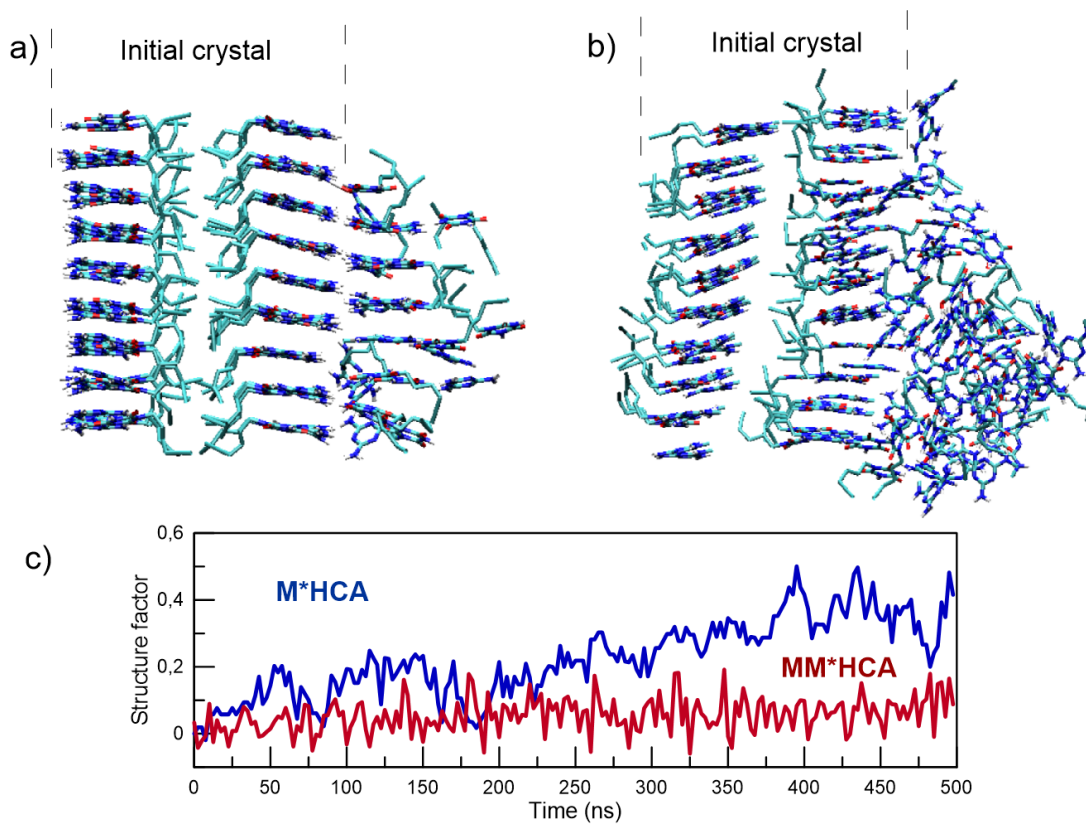 a)
Initial crystal
b)
Initial crystal
c)
Structure factor
0,6
0,4
0,2
0
M*HCA
MM*HCA
0 50 100 150 200 250 300 350 400 450 500
Time (ns)